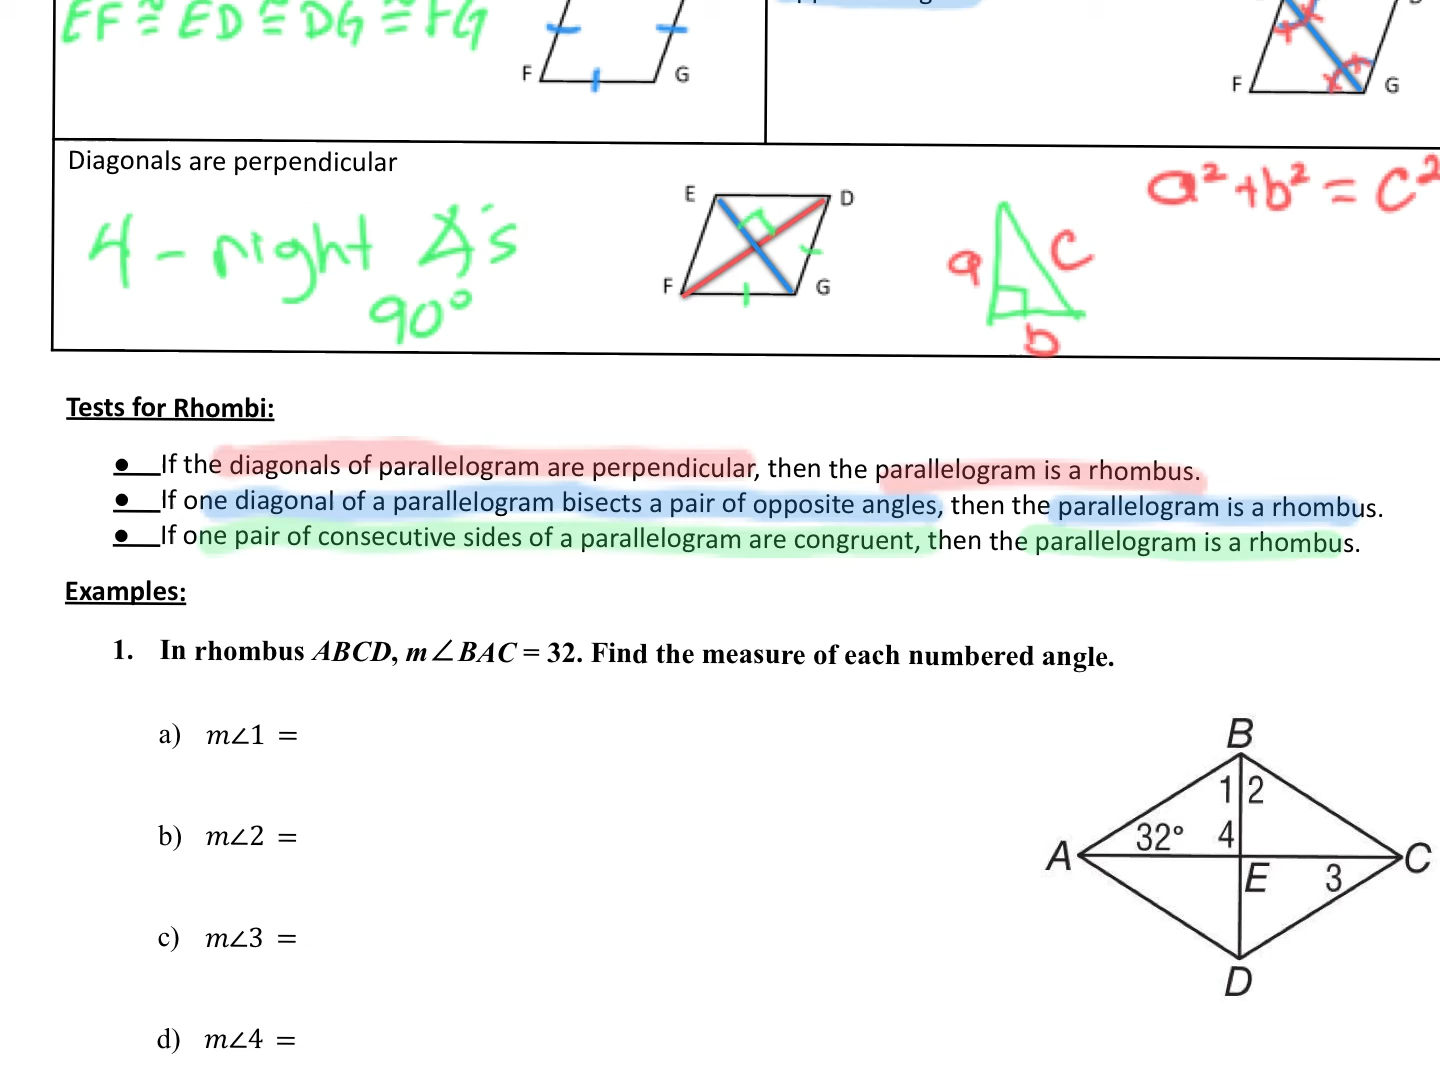 EF ≅ ED ≅ DG ≅ FG
F G
F G
Diagonals are perpendicular
a² + b² = c²
E D
4 - right ∠'s
90°
F G
a c
b
Tests for Rhombi:
● If the diagonals of parallelogram are perpendicular, then the parallelogram is a rhombus.
● If one diagonal of a parallelogram bisects a pair of opposite angles, then the parallelogram is a rhombus.
● If one pair of consecutive sides of a parallelogram are congruent, then the parallelogram is a rhombus.
Examples:
1. In rhombus ABCD, m∠BAC = 32. Find the measure of each numbered angle.
a) m∠1 =
b) m∠2 =
c) m∠3 =
d) m∠4 =
B
1 2
32° 4
A C
E 3
D